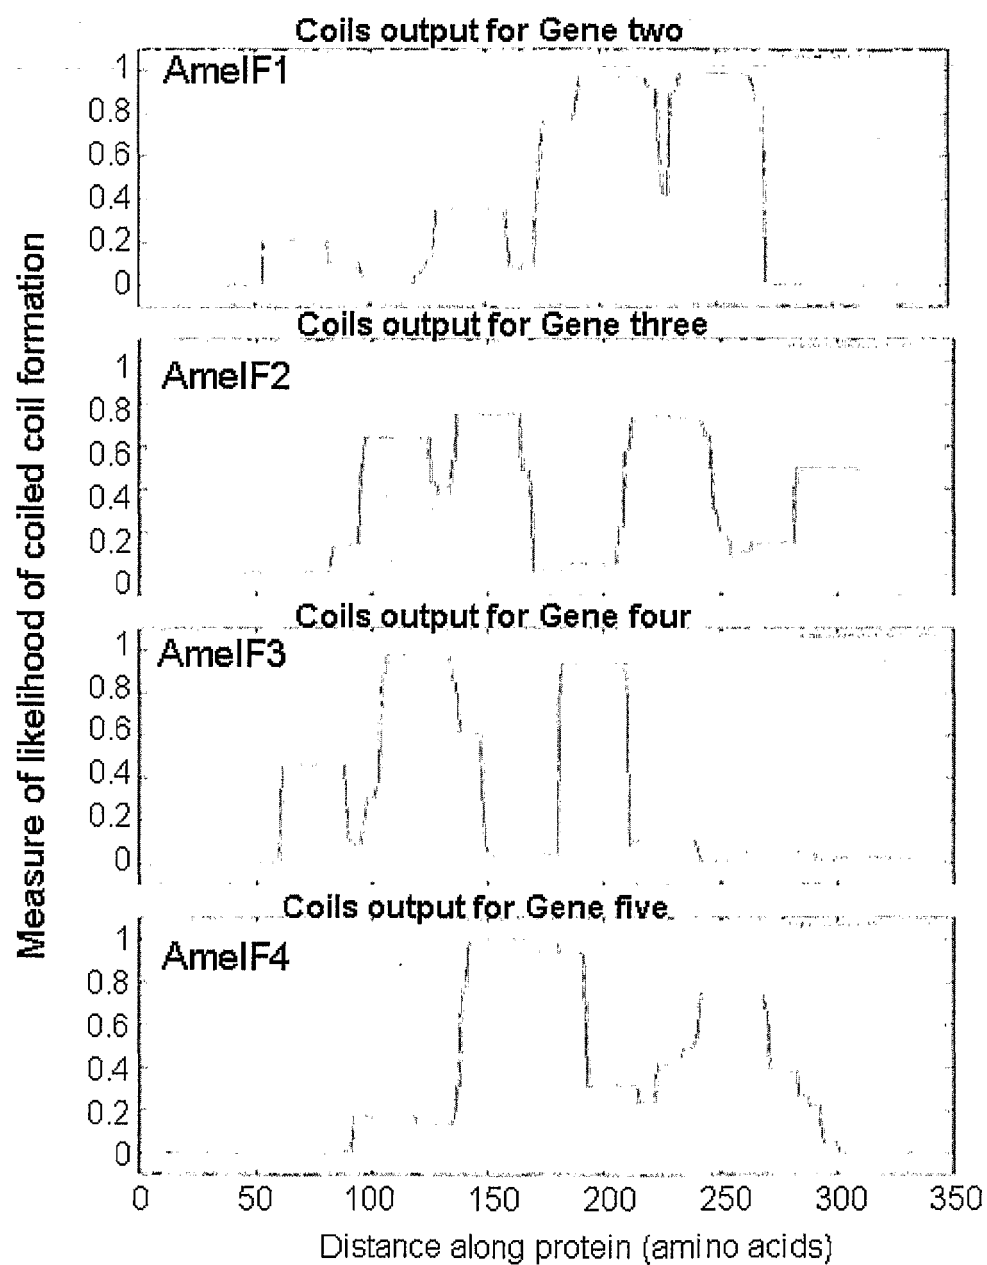 Coils output for Gene two
AmelF1
1
0.8
0.6
0.4
0.2
0
Coils output for Gene three
AmelF2
1
0.8
0.6
0.4
0.2
0
Coils output for Gene four
AmelF3
1
0.8
0.6
0.4
0.2
0
Coils output for Gene five
AmelF4
1
0.8
0.6
0.4
0.2
0
0 50 100 150 200 250 300 350
Distance along protein (amino acids)
Measure of likelihood of coiled coil formation